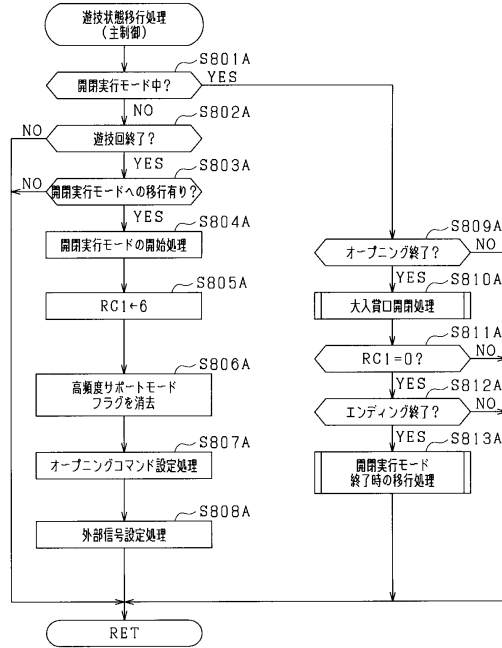 遊技状態移行処理
(主制御)
S801A
開閉実行モード中?
YES
NO
S802A
NO
遊技回終了?
YES
S803A
NO
開閉実行モードへの移行有り?
YES
S804A
開閉実行モードの開始処理
S805A
RC1←6
S806A
高頻度サポートモード
フラグを消去
S807A
オープニングコマンド設定処理
S808A
外部信号設定処理
RET
S809A
オープニング終了?
NO
YES
S810A
大入賞口開閉処理
S811A
RC1=0?
NO
YES
S812A
エンディング終了?
NO
YES
S813A
開閉実行モード
終了時の移行処理